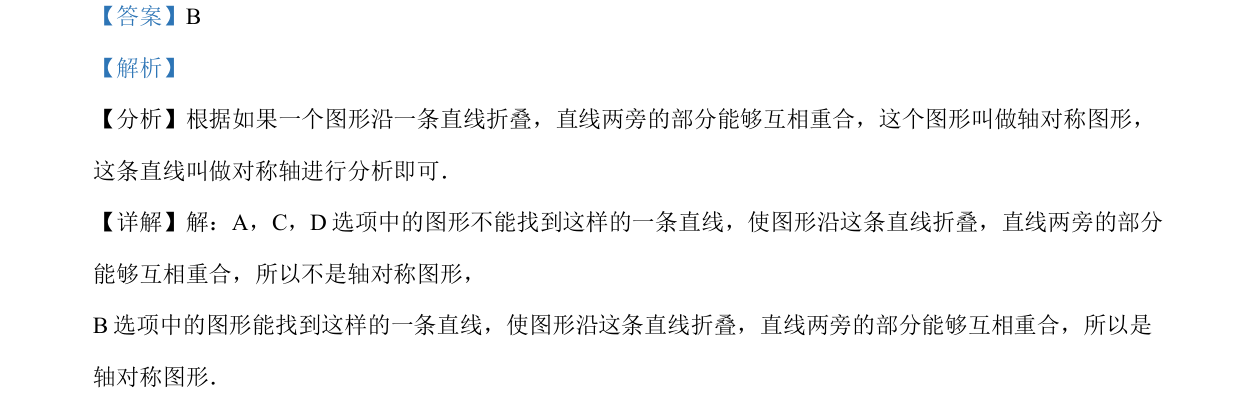 【答案】B
【解析】
【分析】根据如果一个图形沿一条直线折叠，直线两旁的部分能够互相重合，这个图形叫做轴对称图形，
这条直线叫做对称轴进行分析即可．
【详解】解：A，C，D 选项中的图形不能找到这样的一条直线，使图形沿这条直线折叠，直线两旁的部分
能够互相重合，所以不是轴对称图形，
B 选项中的图形能找到这样的一条直线，使图形沿这条直线折叠，直线两旁的部分能够互相重合，所以是
轴对称图形．